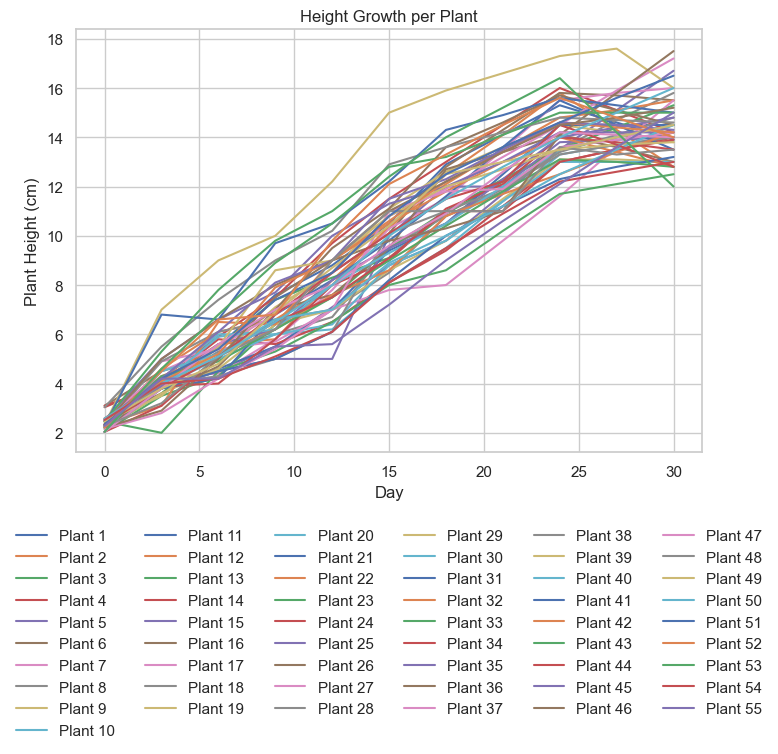 Height Growth per Plant
18
16
14
12
10
8
6
4
2
Plant Height (cm)
0 5 10 15 20 25 30
Day
Plant 1 Plant 11 Plant 20 Plant 29 Plant 38 Plant 47
Plant 2 Plant 12 Plant 21 Plant 30 Plant 39 Plant 48
Plant 3 Plant 13 Plant 22 Plant 31 Plant 40 Plant 49
Plant 4 Plant 14 Plant 23 Plant 32 Plant 41 Plant 50
Plant 5 Plant 15 Plant 24 Plant 33 Plant 42 Plant 51
Plant 6 Plant 16 Plant 25 Plant 34 Plant 43 Plant 52
Plant 7 Plant 17 Plant 26 Plant 35 Plant 44 Plant 53
Plant 8 Plant 18 Plant 27 Plant 36 Plant 45 Plant 54
Plant 9 Plant 19 Plant 28 Plant 37 Plant 46 Plant 55
Plant 10